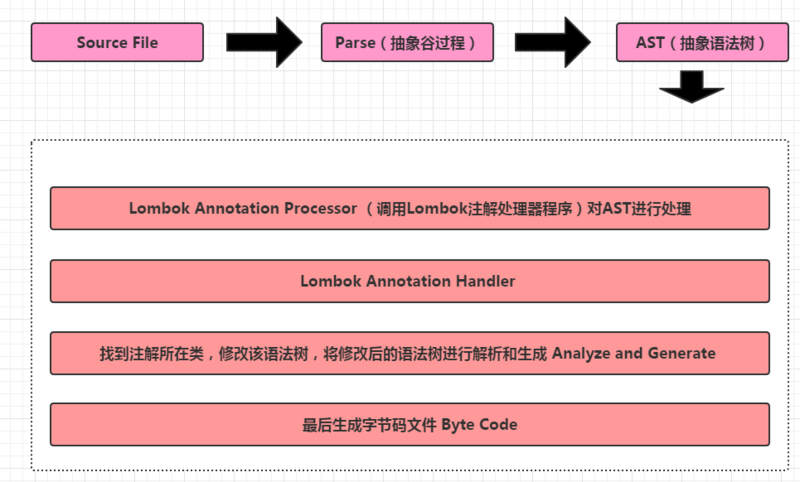 Source File
Parse（抽象谷过程）
AST（抽象语法树）
Lombok Annotation Processor （调用Lombok注解处理器程序）对AST进行处理
Lombok Annotation Handler
找到注解所在类，修改该语法树，将修改后的语法树进行解析和生成 Analyze and Generate
最后生成字节码文件 Byte Code